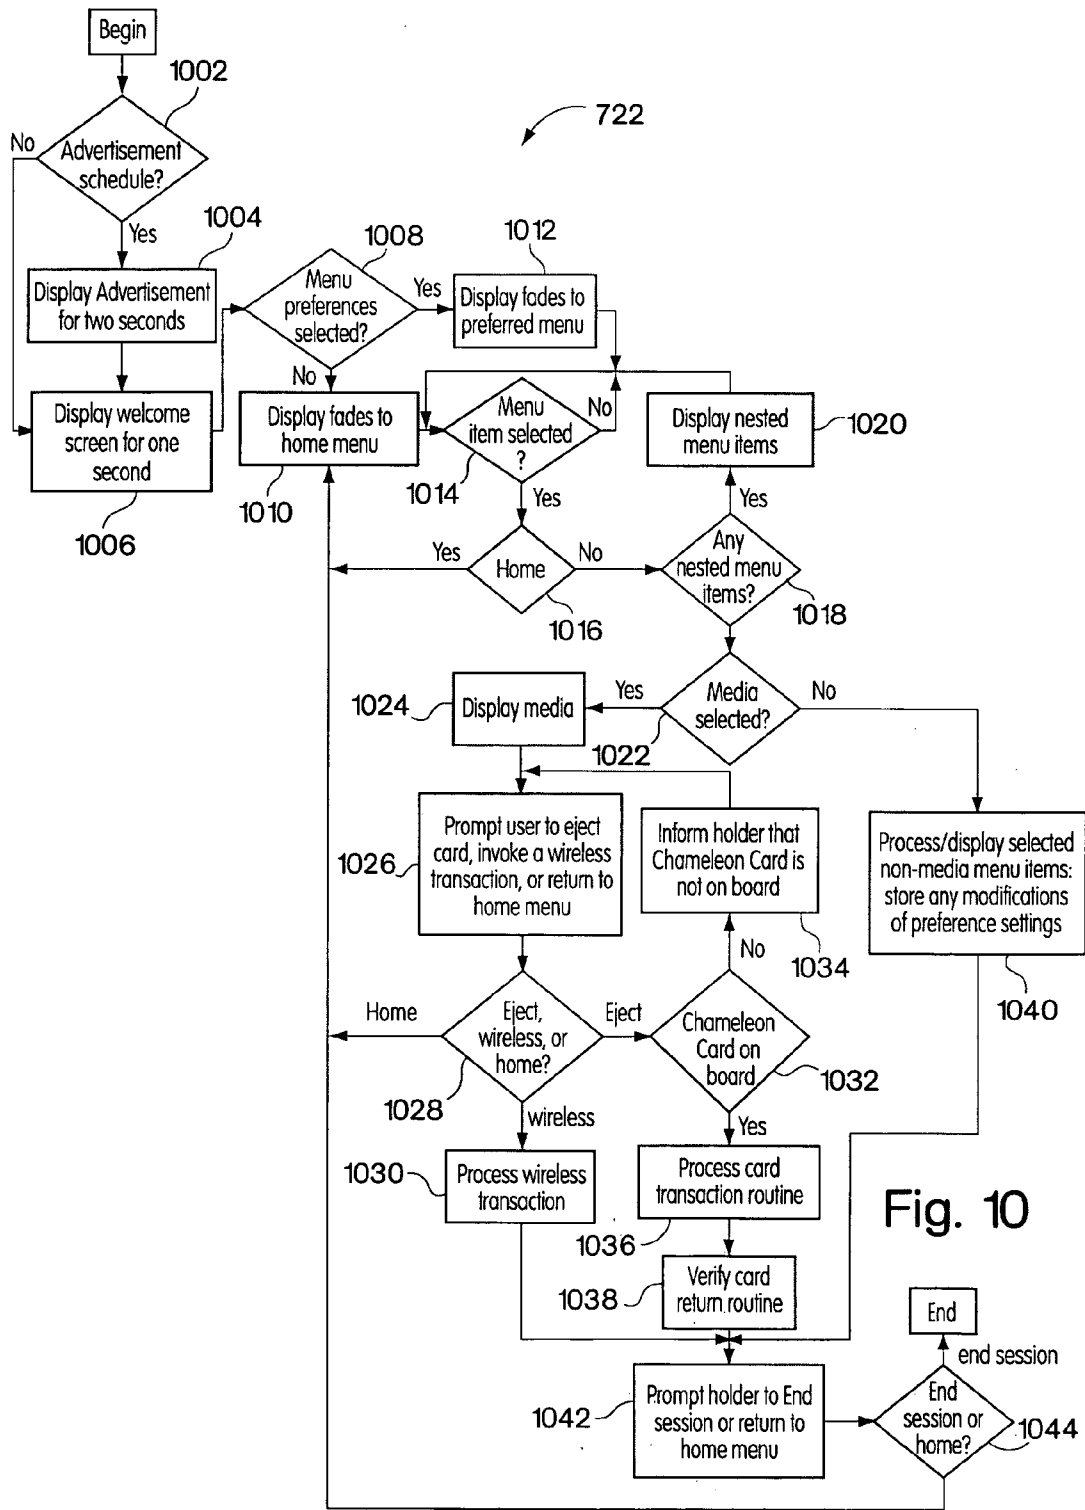 Begin
1002
722
No
Advertisement
schedule?
Yes
1004
Display Advertisement
for two seconds
1008
Menu
preferences
selected?
Yes
1012
Display fades to
preferred menu
No
Display welcome
screen for one
second
1006
Display fades to
home menu
1010
Menu
item selected
?
No
1014
Yes
Display nested
menu items
1020
Yes
Yes
Home
No
1016
Any
nested menu
items?
1018
1024
Display media
Yes
Media
selected?
No
1022
1026
Prompt user to eject
card, invoke a wireless
transaction, or return to
home menu
Inform holder that
Chameleon Card is
not on board
1034
Process/display selected
non-media menu items:
store any modifications
of preference settings
1040
No
Home
Eject,
wireless, or
home?
Eject
1028
Chameleon
Card on
board
1032
wireless
Yes
1030
Process wireless
transaction
Process card
transaction routine
1036
Fig. 10
1038
Verify card
return routine
End
end session
1042
Prompt holder to End
session or return to
home menu
End
session or
home?
1044